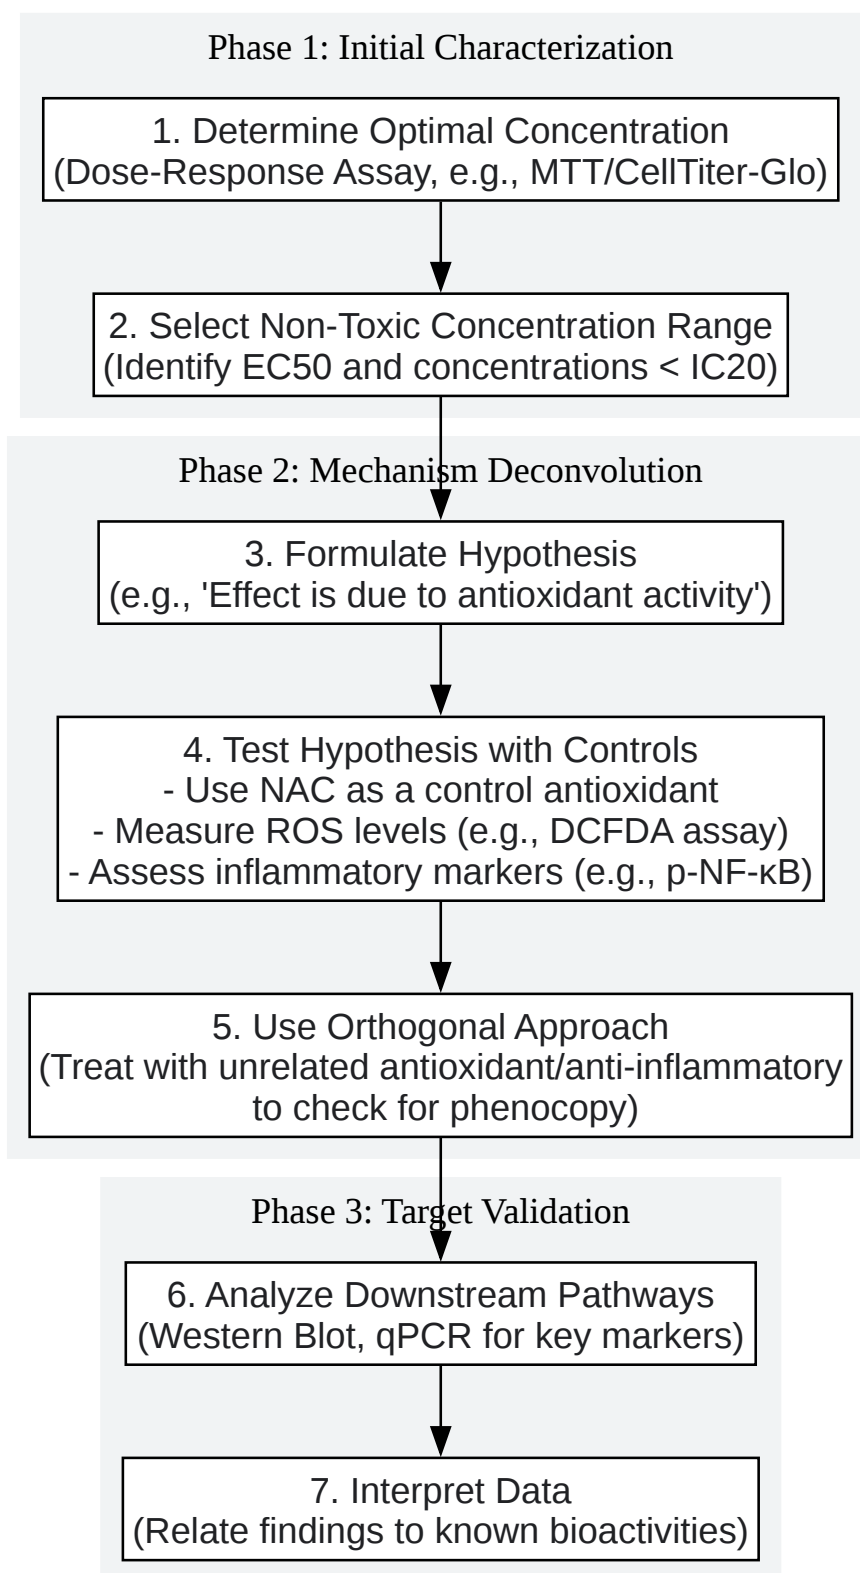 Phase 1: Initial Characterization
1. Determine Optimal Concentration
(Dose-Response Assay, e.g., MTT/CellTiter-Glo)
2. Select Non-Toxic Concentration Range
(Identify EC50 and concentrations < IC20)
Phase 2: Mechanism Deconvolution
3. Formulate Hypothesis
(e.g., 'Effect is due to antioxidant activity')
4. Test Hypothesis with Controls
- Use NAC as a control antioxidant
- Measure ROS levels (e.g., DCFDA assay)
- Assess inflammatory markers (e.g., p-NF-κB)
5. Use Orthogonal Approach
(Treat with unrelated antioxidant/anti-inflammatory
to check for phenocopy)
Phase 3: Target Validation
6. Analyze Downstream Pathways
(Western Blot, qPCR for key markers)
7. Interpret Data
(Relate findings to known bioactivities)